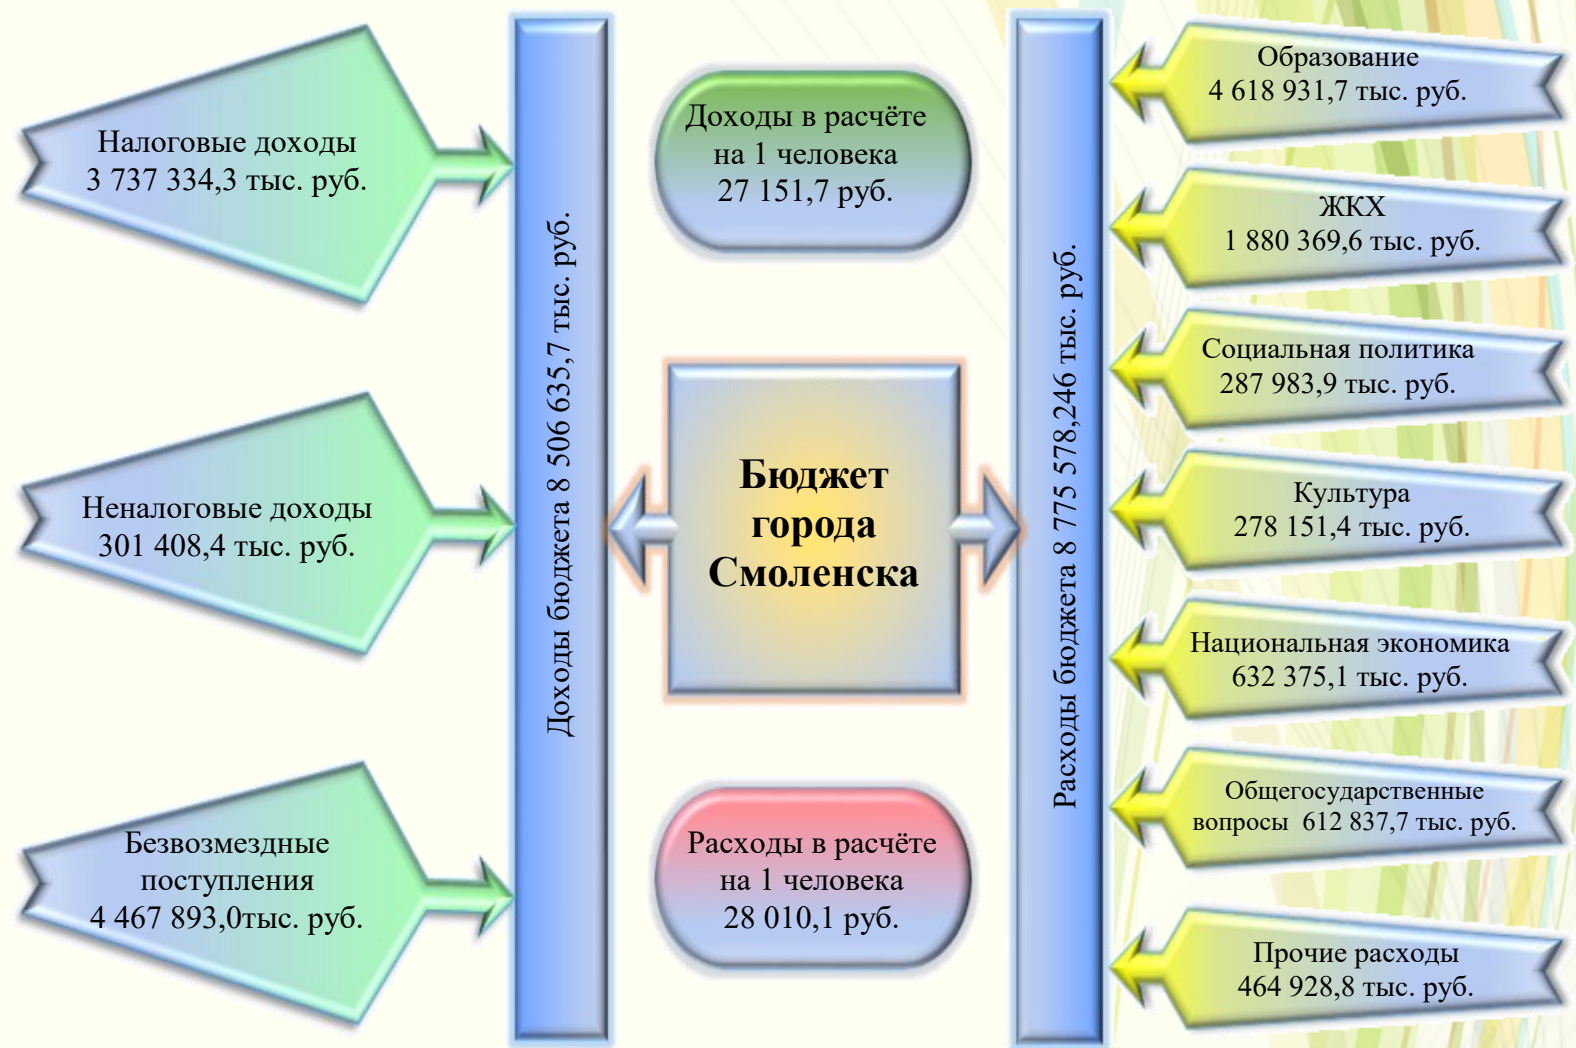 Налоговые доходы
3 737 334,3 тыс. руб.
Неналоговые доходы
301 408,4 тыс. руб.
Безвозмездные
поступления
4 467 893,0тыс. руб.
Доходы бюджета 8 506 635,7 тыс. руб.
Доходы в расчёте
на 1 человека
27 151,7 руб.
Бюджет
города
Смоленска
Расходы в расчёте
на 1 человека
28 010,1 руб.
Расходы бюджета 8 775 578,246 тыс. руб.
Образование
4 618 931,7 тыс. руб.
ЖКХ
1 880 369,6 тыс. руб.
Социальная политика
287 983,9 тыс. руб.
Культура
278 151,4 тыс. руб.
Национальная экономика
632 375,1 тыс. руб.
Общегосударственные
вопросы 612 837,7 тыс. руб.
Прочие расходы
464 928,8 тыс. руб.